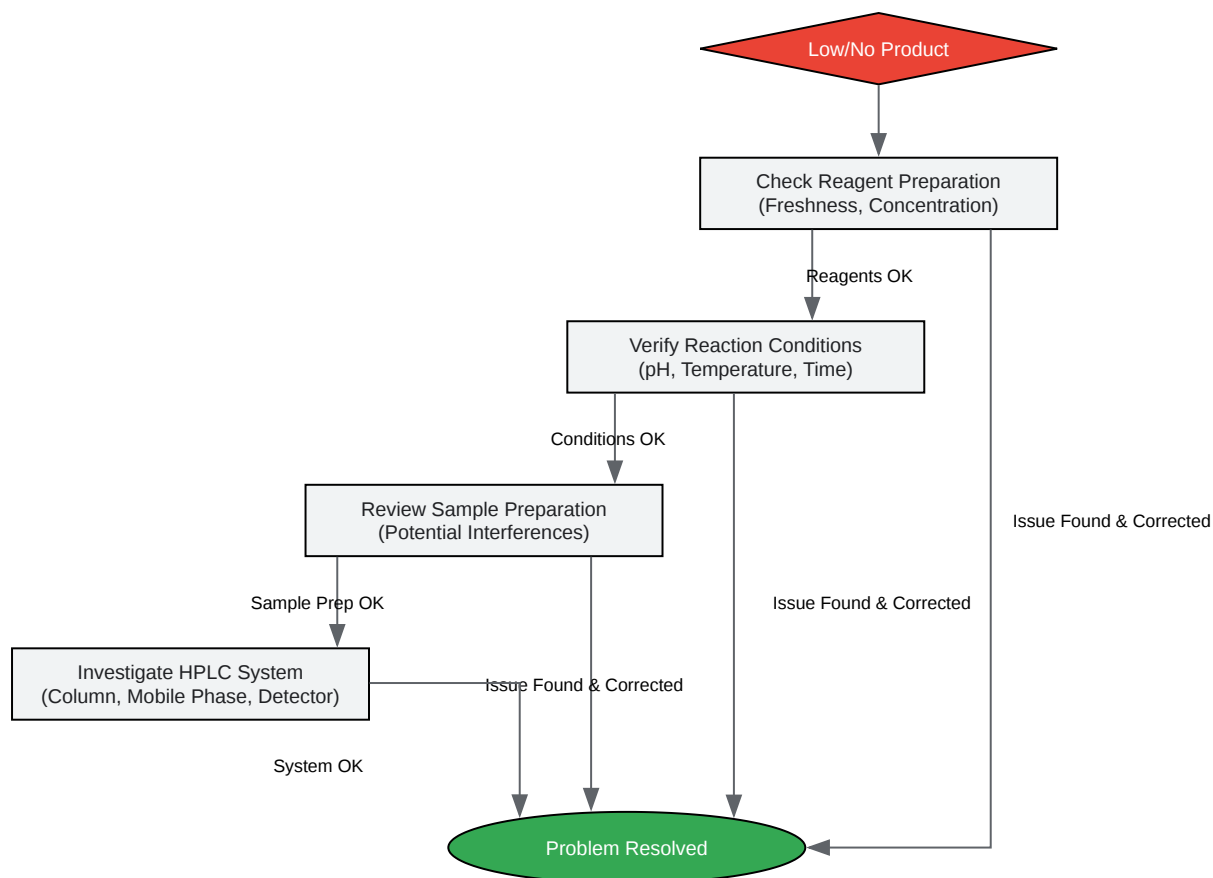 Low/No Product
Check Reagent Preparation
(Freshness, Concentration)
Reagents OK
Verify Reaction Conditions
(pH, Temperature, Time)
Conditions OK
Review Sample Preparation
(Potential Interferences)
Issue Found & Corrected
Sample Prep OK
Issue Found & Corrected
Investigate HPLC System
(Column, Mobile Phase, Detector)
Issue Found & Corrected
System OK
Problem Resolved